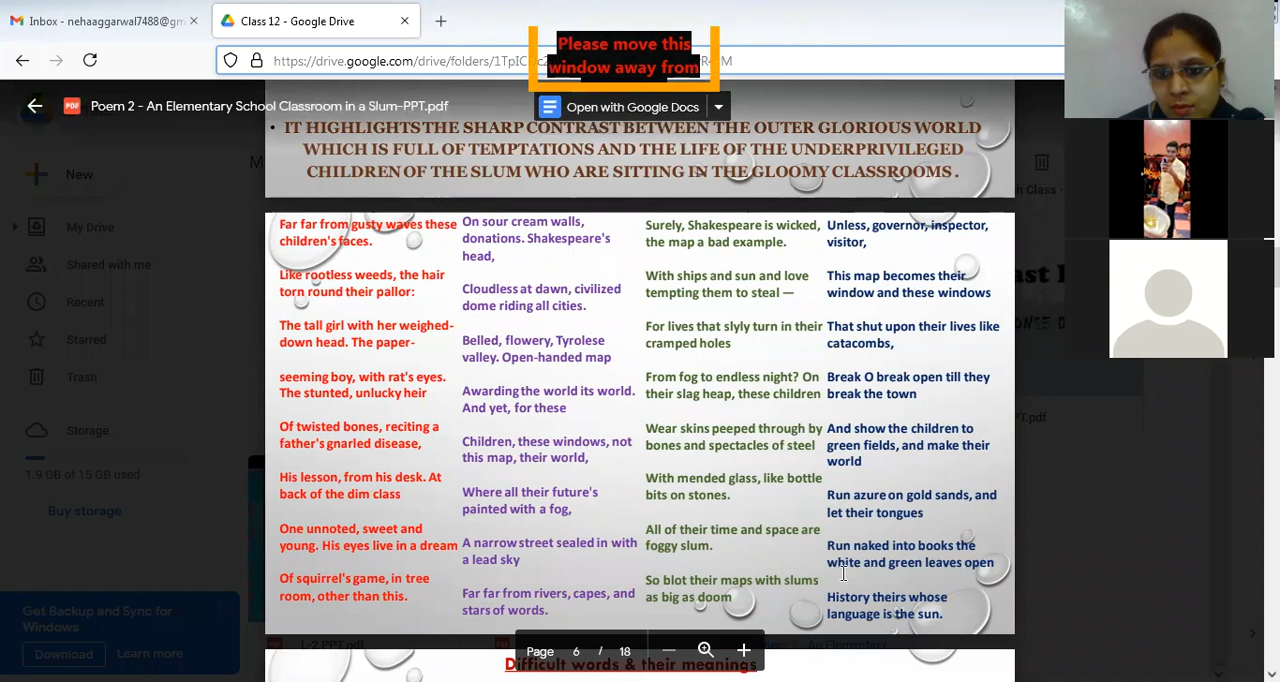 Inbox - nehaaggarwal7488@gm
Class 12 - Google Drive
Please move this
window away from
https://drive.google.com/drive/folders/1TpIC
Poem 2 - An Elementary School Classroom in a Slum-PPT.pdf
Open with Google Docs
New
My Drive
Shared with me
Recent
Starred
Trash
Storage
1.9 GB of 15 GB used
Buy storage
Get Backup and Sync for
Windows
Download
Learn more
• IT HIGHLIGHTS THE SHARP CONTRAST BETWEEN THE OUTER GLORIOUS WORLD
WHICH IS FULL OF TEMPTATIONS AND THE LIFE OF THE UNDERPRIVILEGED
CHILDREN OF THE SLUM WHO ARE SITTING IN THE GLOOMY CLASSROOMS .
Far far from gusty waves these
children's faces.
Like rootless weeds, the hair
torn round their pallor:
The tall girl with her weighed-
down head. The paper-
seeming boy, with rat's eyes.
The stunted, unlucky heir
Of twisted bones, reciting a
father's gnarled disease,
His lesson, from his desk. At
back of the dim class
One unnoted, sweet and
young. His eyes live in a dream
Of squirrel's game, in tree
room, other than this.
On sour cream walls,
donations. Shakespeare's
head,
Cloudless at dawn, civilized
dome riding all cities.
Belled, flowery, Tyrolese
valley. Open-handed map
Awarding the world its world.
And yet, for these
Children, these windows, not
this map, their world,
Where all their future's
painted with a fog,
A narrow street sealed in with
a lead sky
Far far from rivers, capes, and
stars of words.
Surely, Shakespeare is wicked,
the map a bad example.
With ships and sun and love
tempting them to steal —
For lives that slyly turn in their
cramped holes
From fog to endless night? On
their slag heap, these children
Wear skins peeped through by
bones and spectacles of steel
With mended glass, like bottle
bits on stones.
All of their time and space are
foggy slum.
So blot their maps with slums
as big as doom
Unless, governor, inspector,
visitor,
This map becomes their
window and these windows
That shut upon their lives like
catacombs,
Break O break open till they
break the town
And show the children to
green fields, and make their
world
Run azure on gold sands, and
let their tongues
Run naked into books the
white and green leaves open
History theirs whose
language is the sun.
L-2 PPT.pdf
Page 6 / 18
Difficult words & their meanings